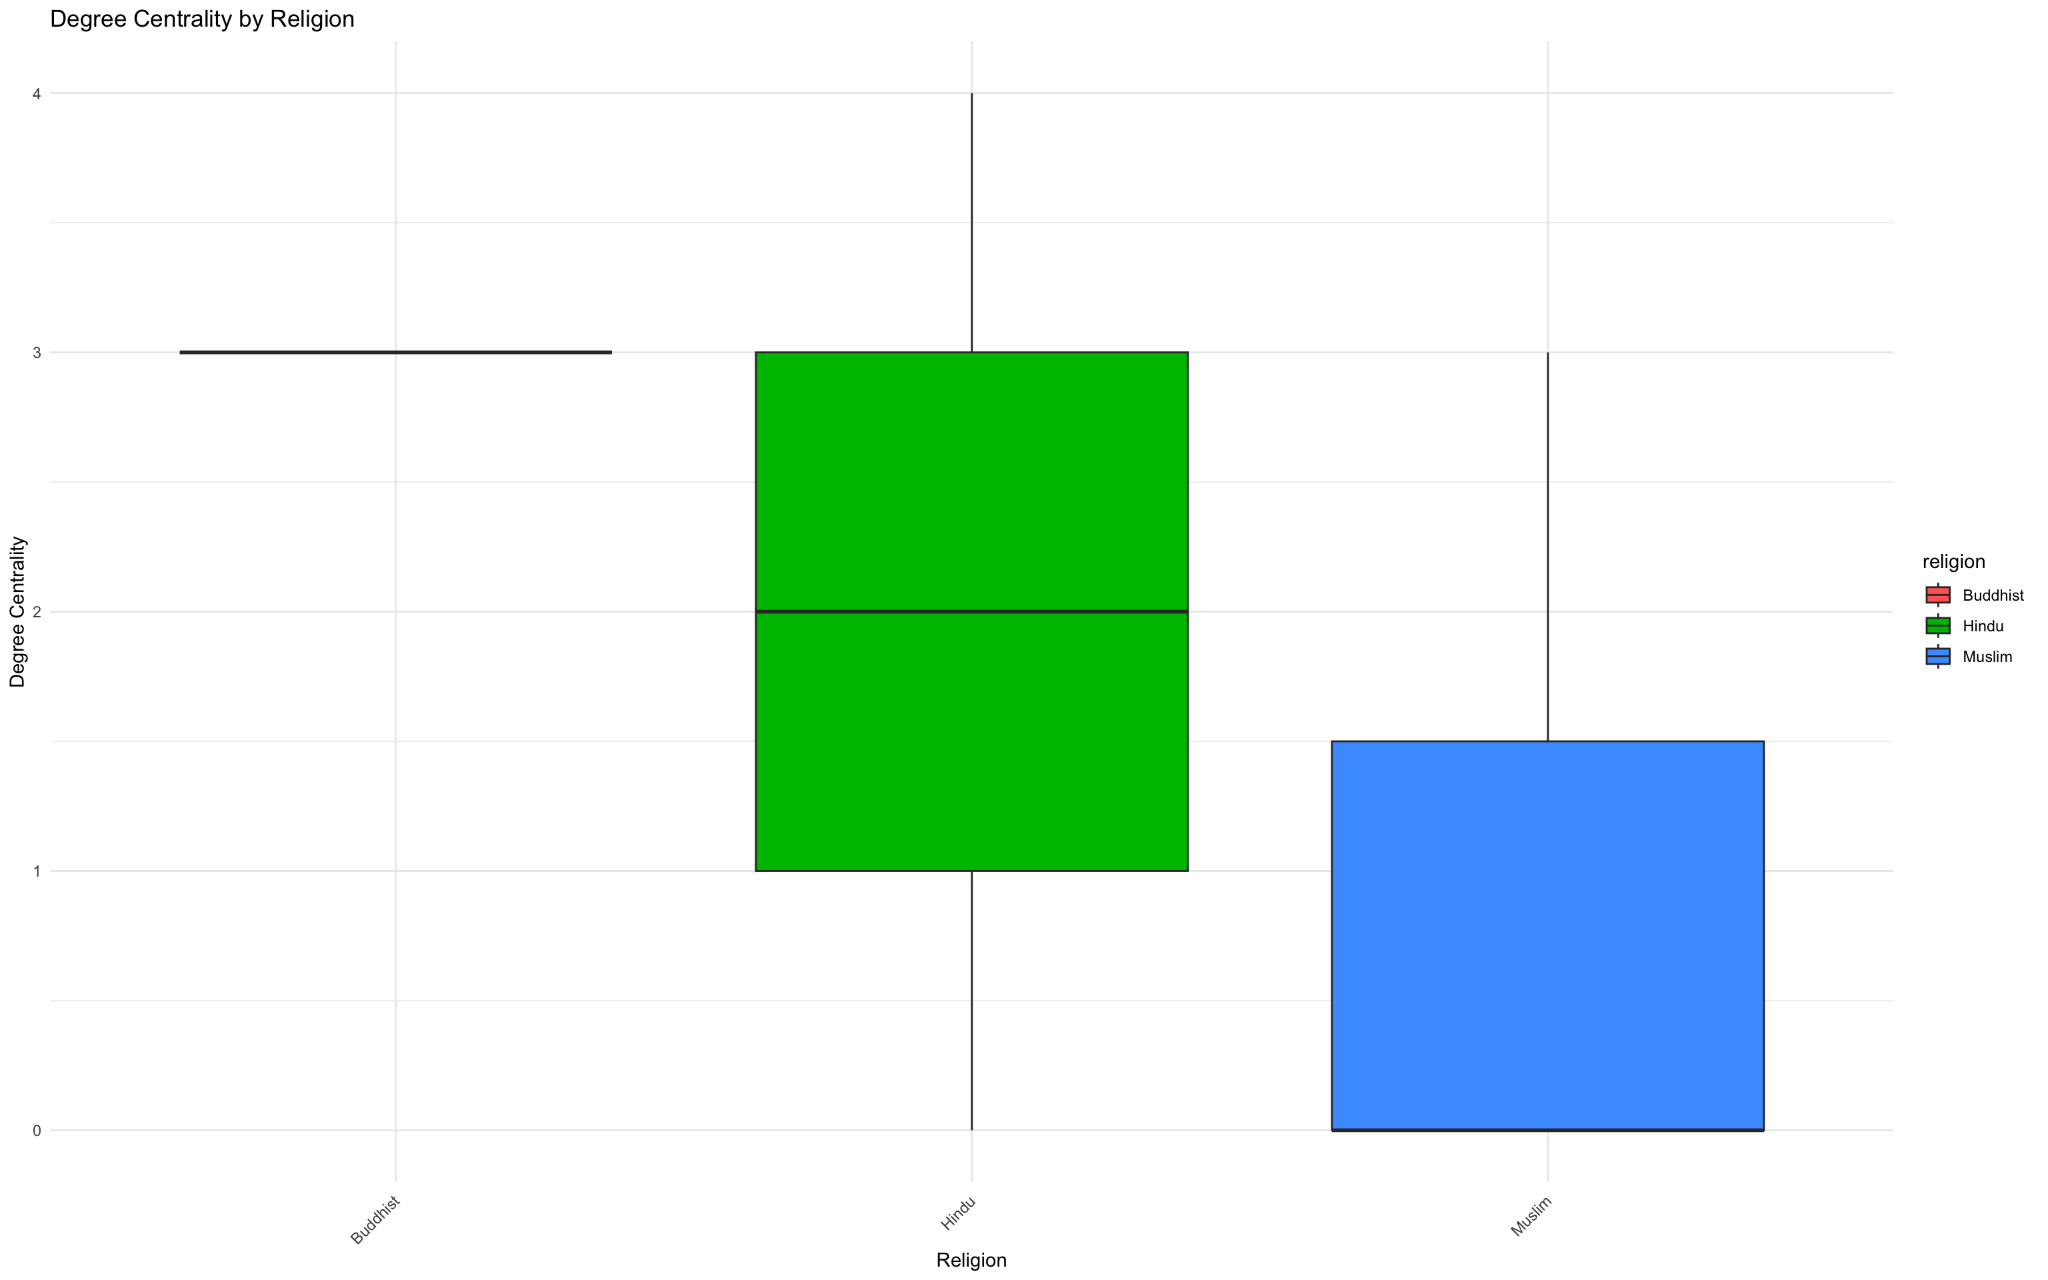 Degree Centrality by Religion
4
3
2
1
0
Degree Centrality
Buddhist
Hindu
Muslim
Religion
religion
Buddhist
Hindu
Muslim